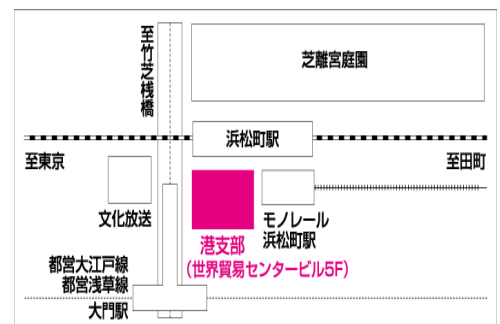 至竹芝桟橋
芝離宮庭園
浜松町駅
至東京
至田町
文化放送
モノレール
浜松町駅
港支部
（世界貿易センタービル5F）
都営大江戸線
都営浅草線
大門駅